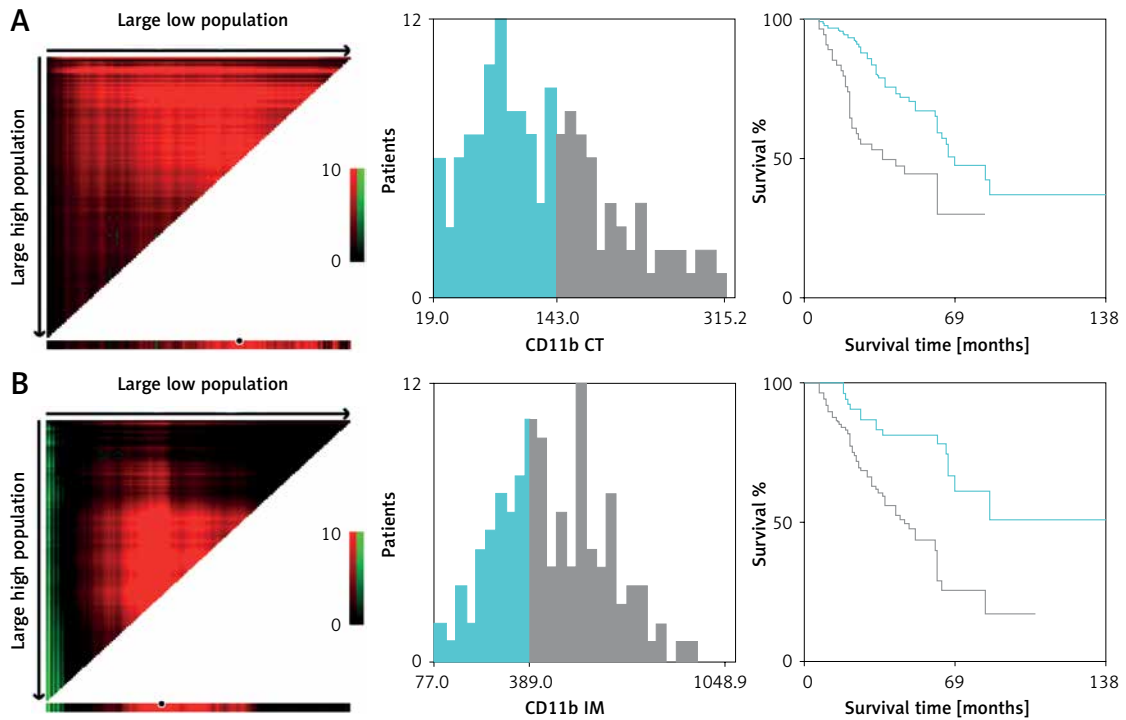 A
Large low population
Large high population
10
0
Patients
12
0
19.0
143.0
315.2
CD11b CT
Survival %
100
50
0
0
69
138
Survival time [months]
B
Large low population
Large high population
10
0
Patients
12
0
77.0
389.0
1048.9
CD11b IM
Survival %
100
50
0
0
69
138
Survival time [months]